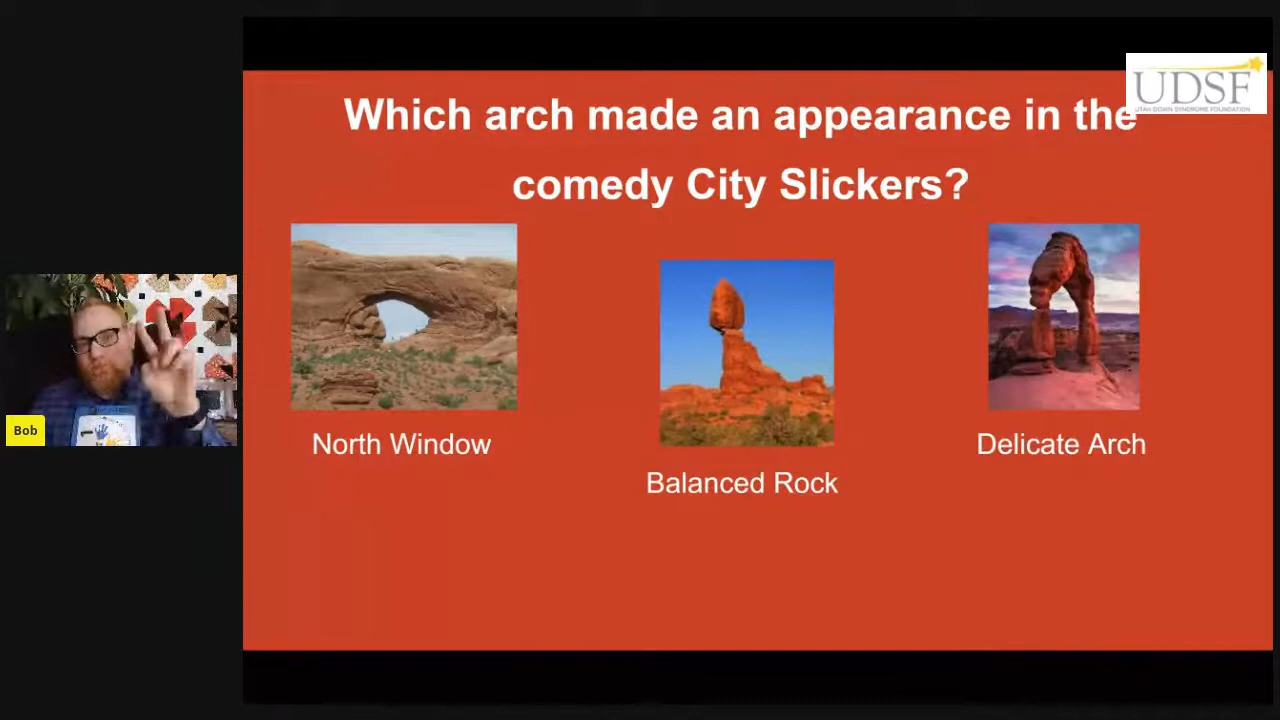 Which arch made an appearance in the
comedy City Slickers?
UDSF
UTAH DOWN SYNDROME FOUNDATION
North Window
Balanced Rock
Delicate Arch
Bob